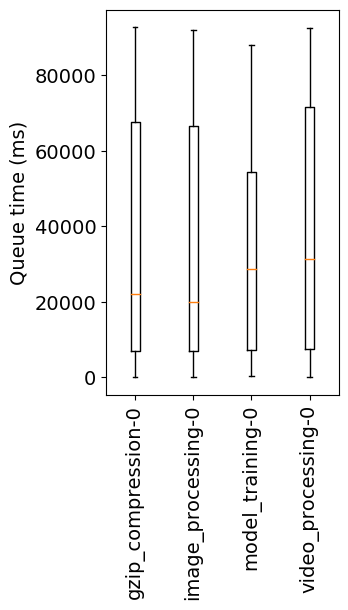 Queue time (ms)
80000
60000
40000
20000
0
gzip_compression-0
image_processing-0
model_training-0
video_processing-0